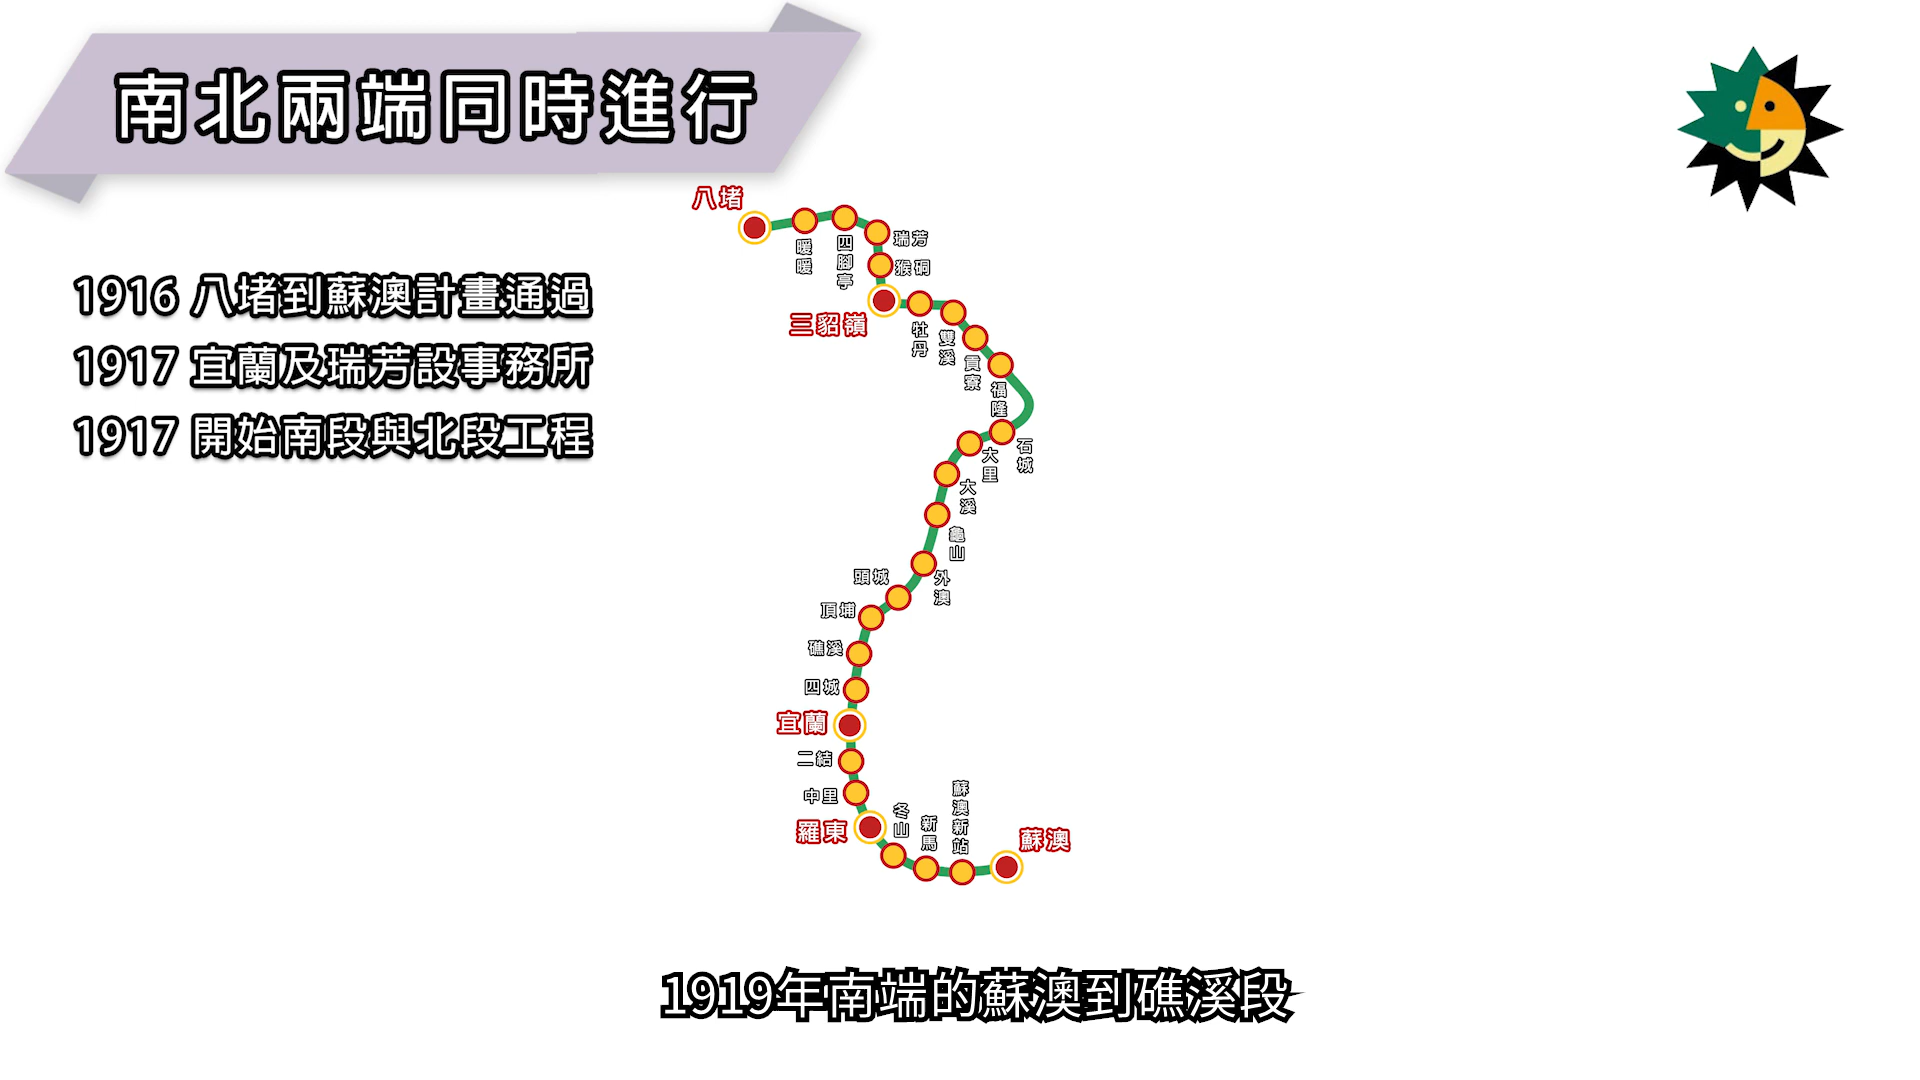 南北兩端同時進行
1916 八堵到蘇澳計畫通過
1917 宜蘭及瑞芳設事務所
1917 開始南段與北段工程
八堵
暖暖
四腳亭
瑞芳
猴硐
三貂嶺
牡丹
雙溪
貢寮
福隆
石城
大里
大溪
龜山
外澳
頭城
頂埔
礁溪
四城
宜蘭
二結
中里
羅東
冬山
新馬
蘇澳新站
蘇澳
1919年南端的蘇澳到礁溪段